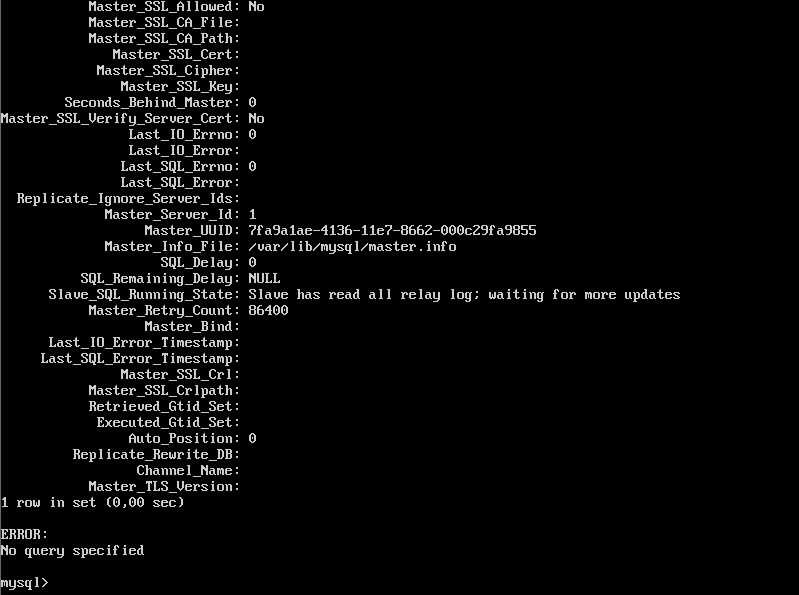 Master_SSL_Allowed: No
Master_SSL_CA_File:
Master_SSL_CA_Path:
Master_SSL_Cert:
Master_SSL_Cipher:
Master_SSL_Key:
Seconds_Behind_Master: 0
Master_SSL_Verify_Server_Cert: No
Last_IO_Errno: 0
Last_IO_Error:
Last_SQL_Errno: 0
Last_SQL_Error:
Replicate_Ignore_Server_Ids:
Master_Server_Id: 1
Master_UUID: 7fa9a1ae-4136-11e7-8662-000c29fa9855
Master_Info_File: /var/lib/mysql/master.info
SQL_Delay: 0
SQL_Remaining_Delay: NULL
Slave_SQL_Running_State: Slave has read all relay log; waiting for more updates
Master_Retry_Count: 86400
Master_Bind:
Last_IO_Error_Timestamp:
Last_SQL_Error_Timestamp:
Master_SSL_Crl:
Master_SSL_Crlpath:
Retrieved_Gtid_Set:
Executed_Gtid_Set:
Auto_Position: 0
Replicate_Rewrite_DB:
Channel_Name:
Master_TLS_Version:
1 row in set (0,00 sec)
ERROR:
No query specified
mysql>